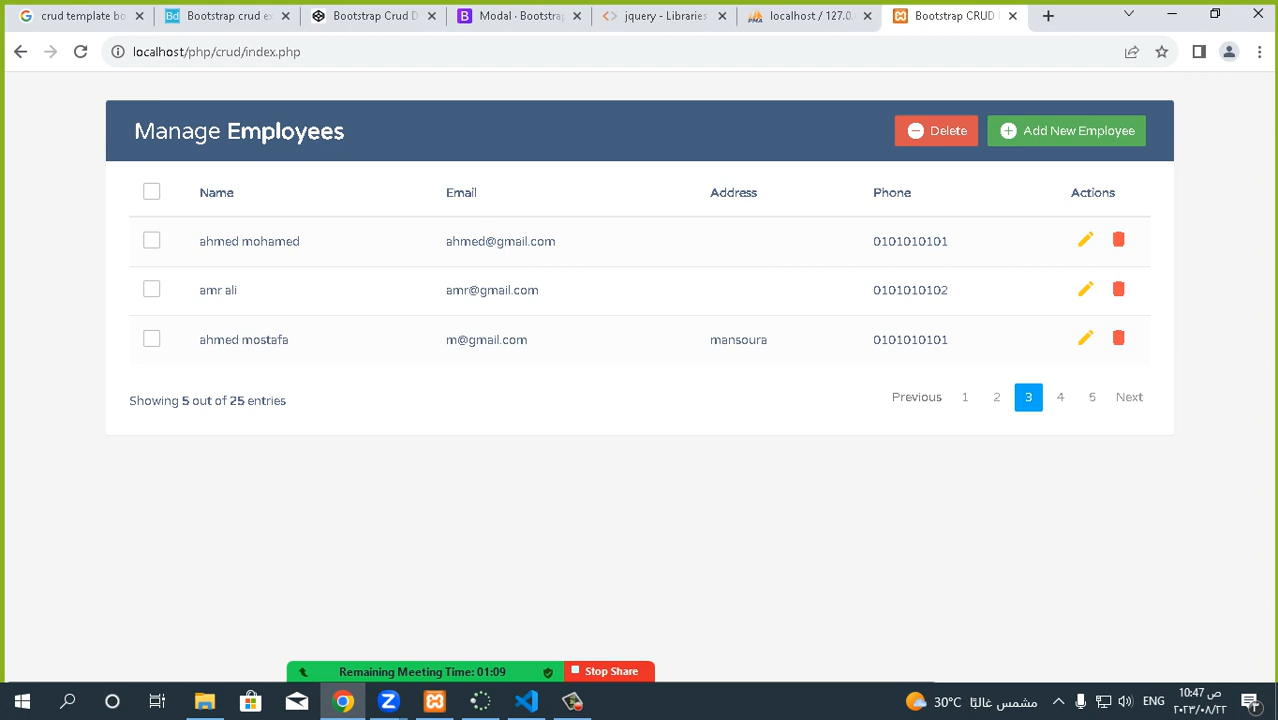 crud template bo
Bootstrap crud ex
Bootstrap Crud D
Modal · Bootstrap
jquery - Libraries
localhost / 127.0.
Bootstrap CRUD
localhost/php/crud/index.php
Manage Employees
Delete
Add New Employee
Name Email Address Phone Actions
ahmed mohamed ahmed@gmail.com 0101010101
amr ali amr@gmail.com 0101010102
ahmed mostafa m@gmail.com mansoura 0101010101
Showing 5 out of 25 entries
Previous 1 2 3 4 5 Next
Remaining Meeting Time: 01:09
Stop Share
30°C مشمس غالبًا
ENG
10:47 ص
٢٠٢٣/٠٨/٢٢